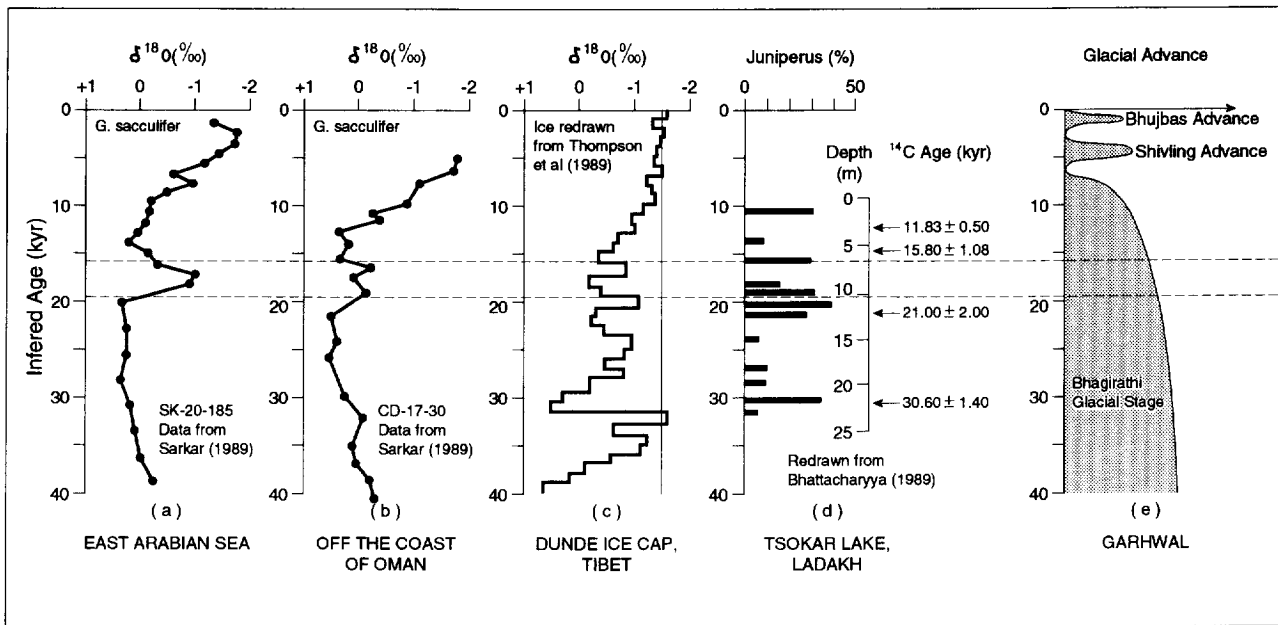 δ¹⁸O(‰)
+1 0 -1 -2
G. sacculifer
Infered Age (kyr)
0
10
20
30
40
SK-20-185
Data from
Sarkar (1989)
( a )
EAST ARABIAN SEA
δ¹⁸O(‰)
+1 0 -1 -2
G. sacculifer
0
10
20
30
40
CD-17-30
Data from
Sarkar (1989)
( b )
OFF THE COAST
OF OMAN
δ¹⁸O(‰)
+1 0 -1 -2
Ice redrawn
from Thompson
et al (1989)
0
10
20
30
40
( c )
DUNDE ICE CAP,
TIBET
Juniperus (%)
0 10 50
0
10
20
30
40
Depth
(m)
0
5
10
15
20
25
¹⁴C Age (kyr)
11.83 ± 0.50
15.80 ± 1.08
21.00 ± 2.00
30.60 ± 1.40
Redrawn from
Bhattacharyya (1989)
( d )
TSOKAR LAKE,
LADAKH
Glacial Advance
0
10
20
30
40
Bhujbas Advance
Shivling Advance
Bhagirathi
Glacial Stage
( e )
GARHWAL